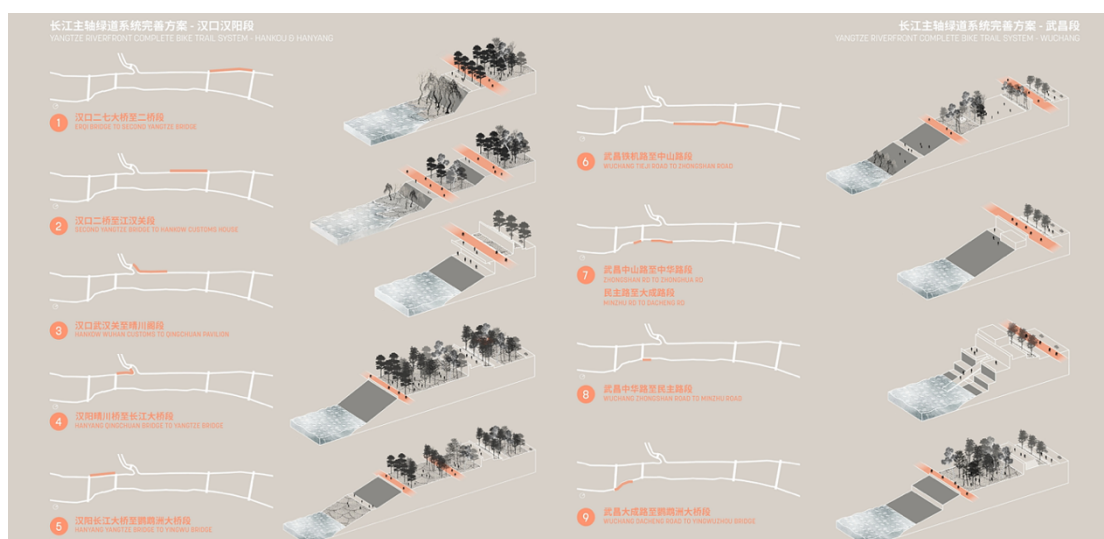 长江主轴绿道系统完善方案 - 汉口汉阳段
YANGTZE RIVERFRONT COMPLETE BIKE TRAIL SYSTEM - HANKOU & HANYANG
1
汉口二七大桥至二桥段
ERQI BRIDGE TO SECOND YANGTZE BRIDGE
2
汉口二桥至江汉关段
SECOND YANGTZE BRIDGE TO HANKOW CUSTOMS HOUSE
3
汉口武汉关至晴川阁段
HANKOW WUHAN CUSTOMS TO QINGCHUAN PAVILION
4
汉阳晴川桥至长江大桥段
HANYANG QINGCHUAN BRIDGE TO YANGTZE BRIDGE
5
汉阳长江大桥至鹦鹉洲大桥段
HANYANG YANGTZE BRIDGE TO YINGWU BRIDGE
长江主轴绿道系统完善方案 - 武昌段
YANGTZE RIVERFRONT COMPLETE BIKE TRAIL SYSTEM - WUCHANG
6
武昌铁机路至中山路段
WUCHANG TIEJI ROAD TO ZHONGSHAN ROAD
7
武昌中山路至中华路段
ZHONGSHAN RD TO ZHONGHUA RD
民主路至大成路段
MINZHU RD TO DACHENG RD
8
武昌中华路至民主路段
WUCHANG ZHONGSHAN ROAD TO MINZHU ROAD
9
武昌大成路至鹦鹉洲大桥段
WUCHANG DACHENG ROAD TO YINGWUZHOU BRIDGE